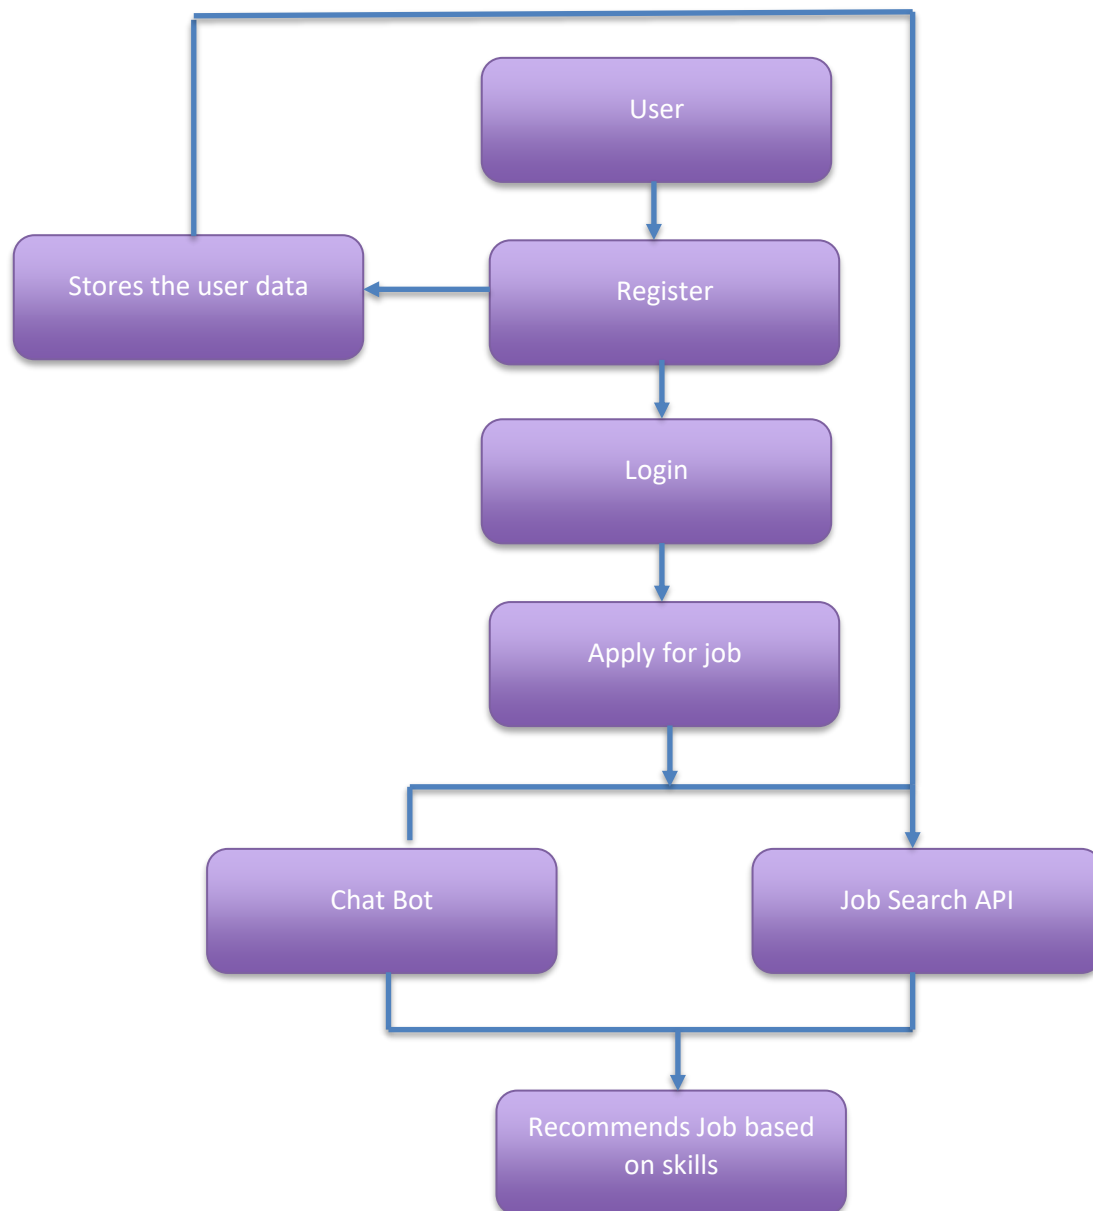 User
Stores the user data
Register
Login
Apply for job
Chat Bot
Job Search API
Recommends Job based
on skills